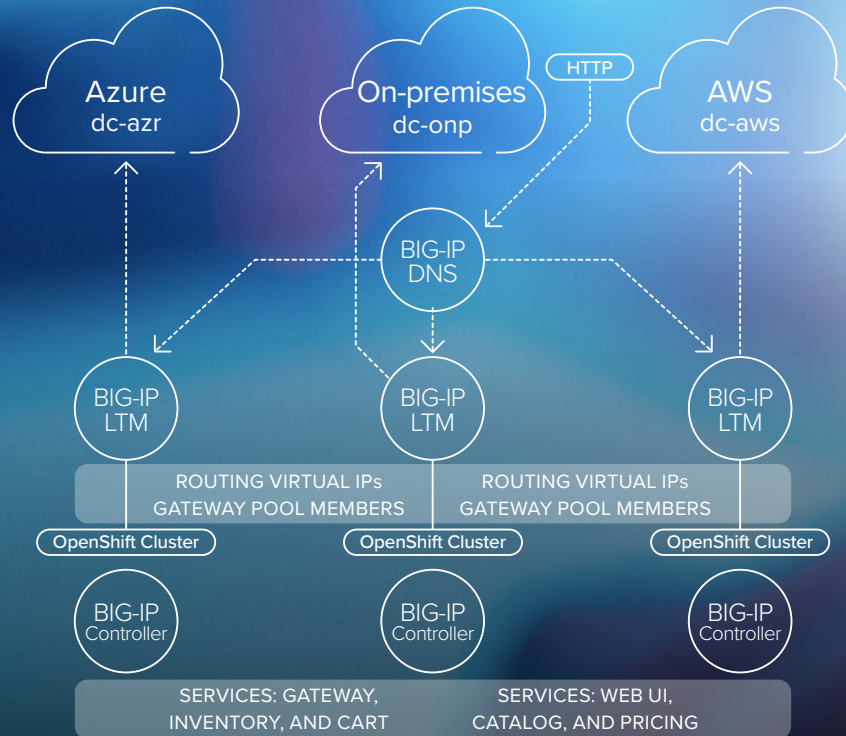 Azure
dc-azr
On-premises
dc-onp
HTTP
AWS
dc-aws
BIG-IP
DNS
BIG-IP
LTM
BIG-IP
LTM
BIG-IP
LTM
ROUTING VIRTUAL IPs
GATEWAY POOL MEMBERS
ROUTING VIRTUAL IPs
GATEWAY POOL MEMBERS
OpenShift Cluster
OpenShift Cluster
OpenShift Cluster
BIG-IP
Controller
BIG-IP
Controller
BIG-IP
Controller
SERVICES: GATEWAY,
INVENTORY, AND CART
SERVICES: WEB UI,
CATALOG, AND PRICING